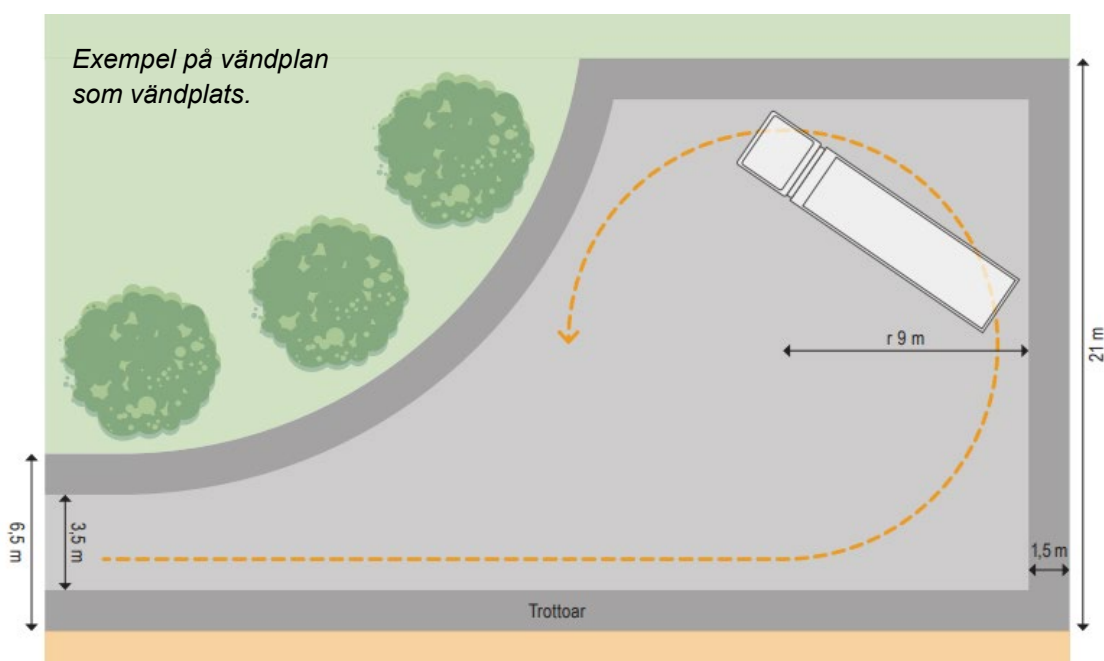 Exempel på vändplan
som vändplats.
r 9 m
21 m
6,5 m
3,5 m
1,5 m
Trottoar